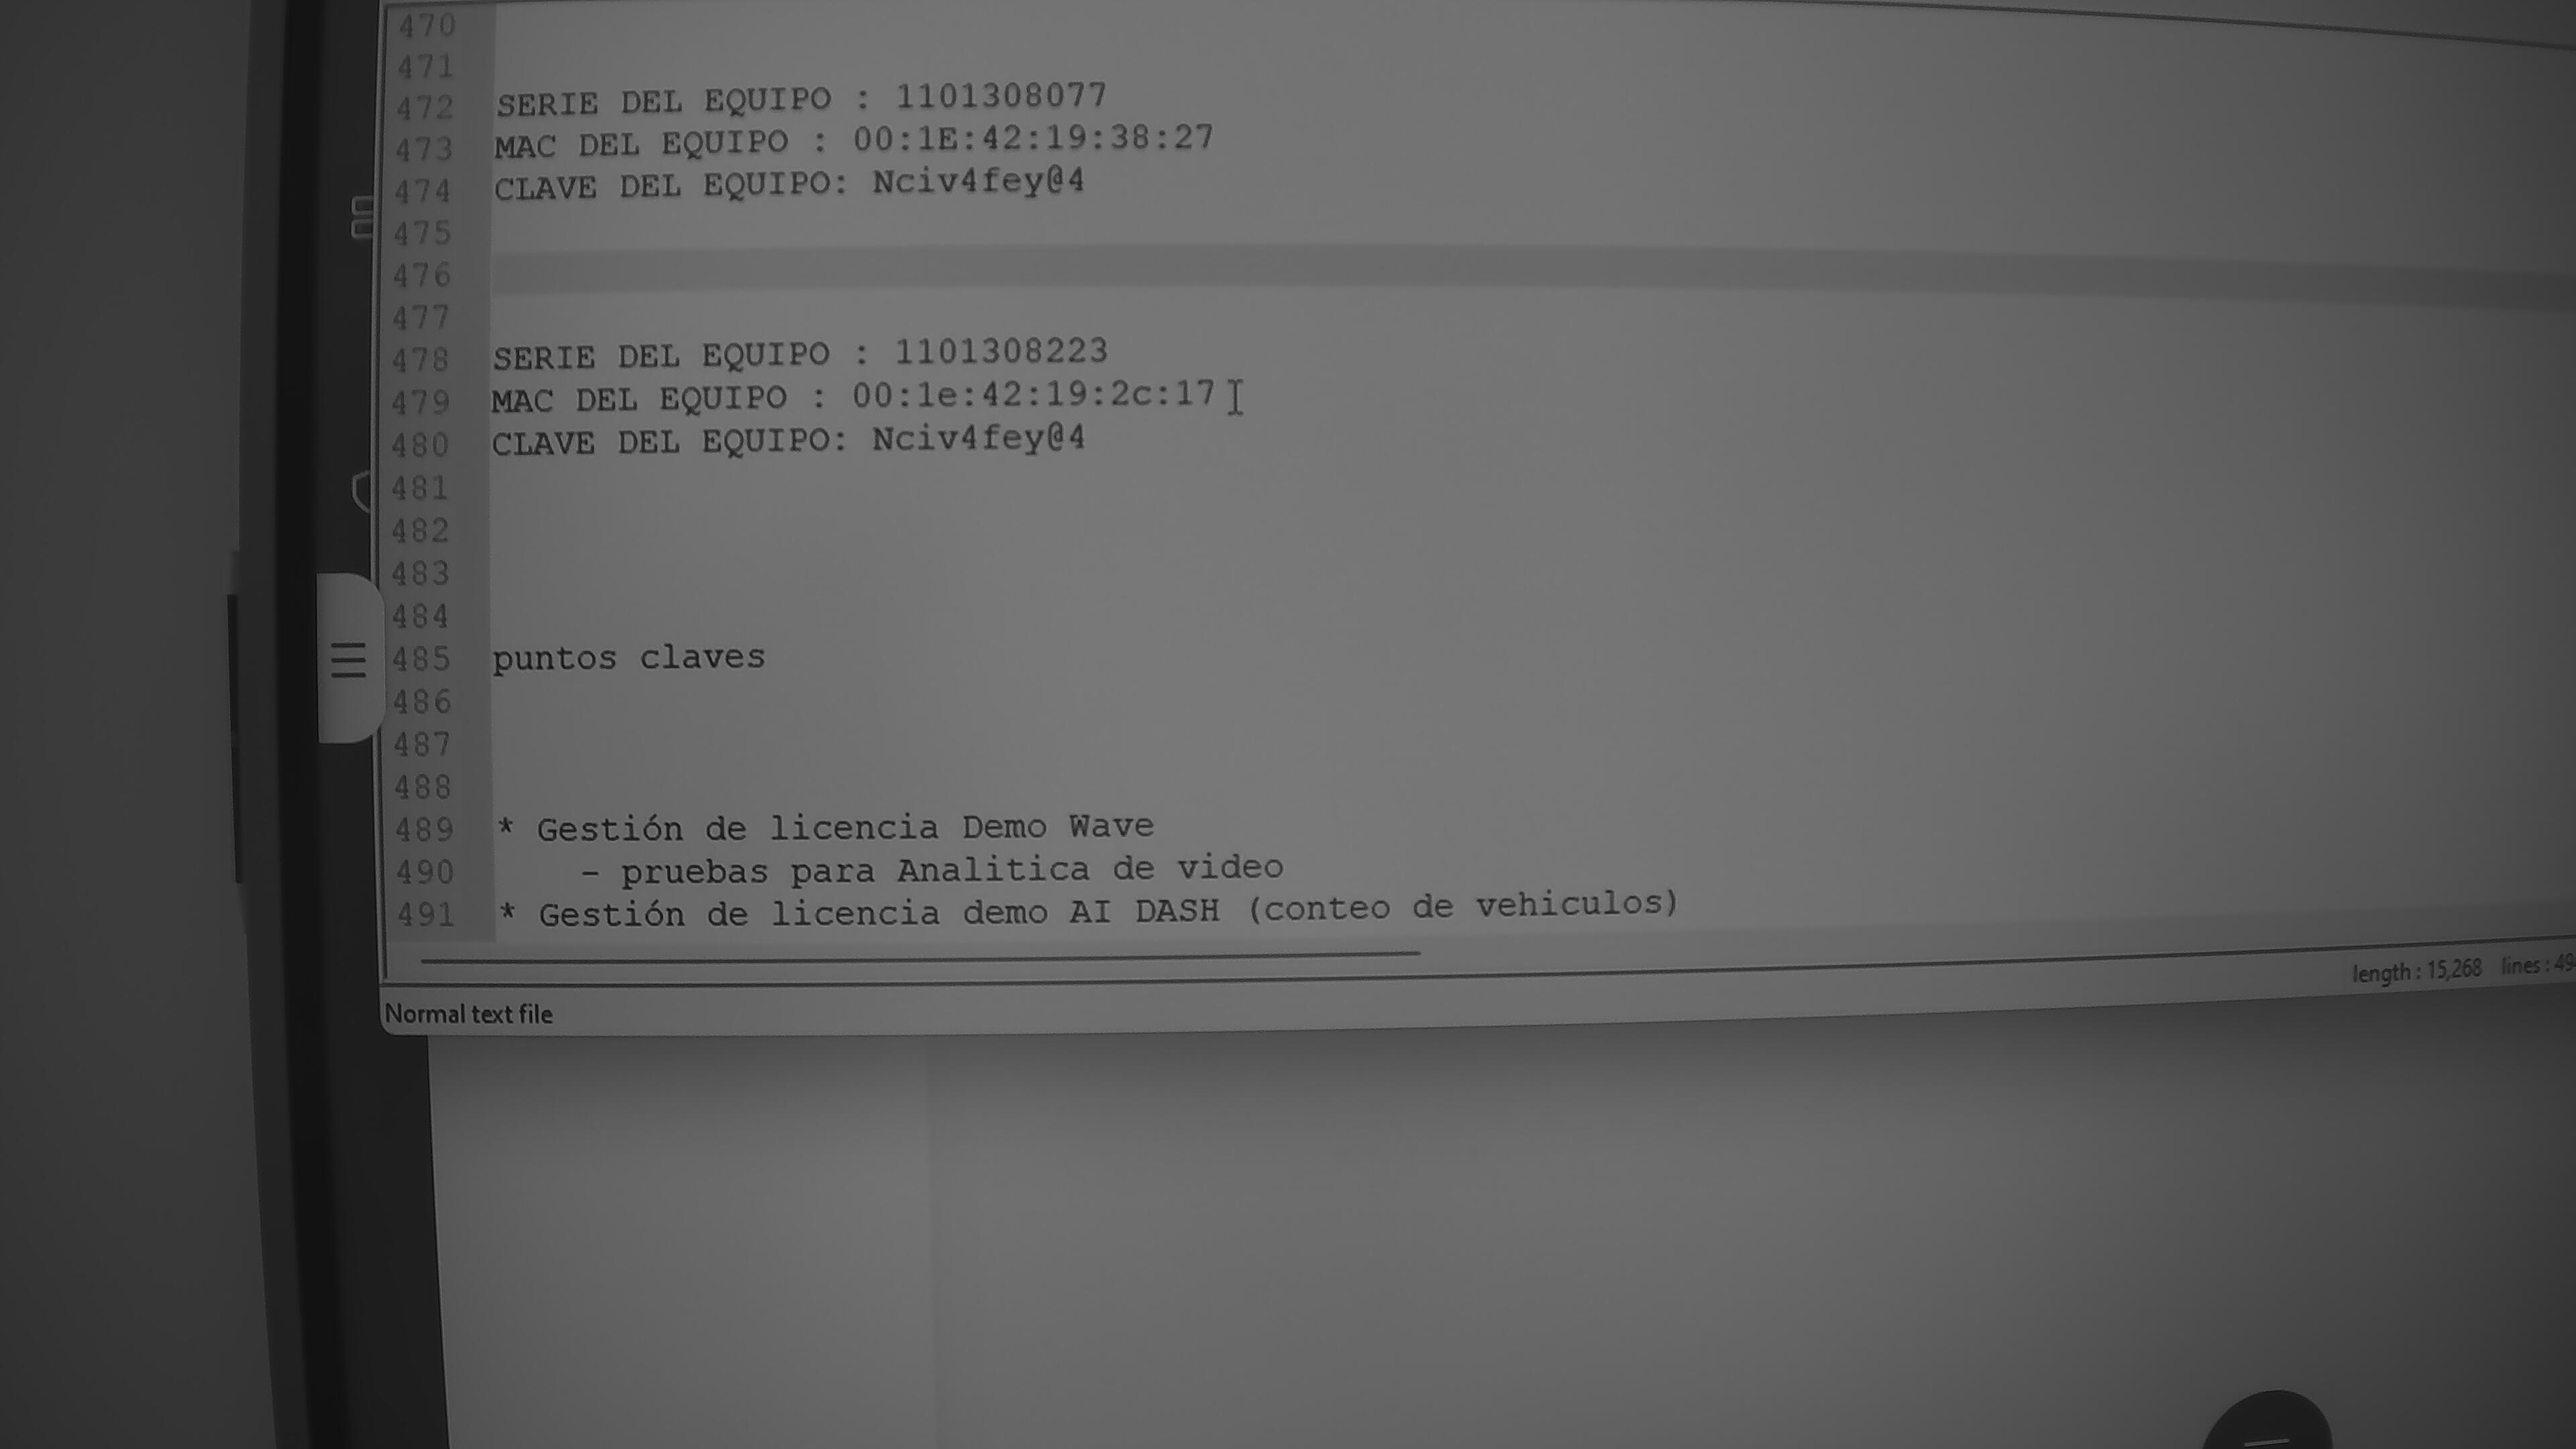 470
471
472 SERIE DEL EQUIPO : 1101308077
473 MAC DEL EQUIPO : 00:1E:42:19:38:27
474 CLAVE DEL EQUIPO: Nciv4fey@4
475
476
477
478 SERIE DEL EQUIPO : 1101308223
479 MAC DEL EQUIPO : 00:1e:42:19:2c:17
480 CLAVE DEL EQUIPO: Nciv4fey@4
481
482
483
484
485 puntos claves
486
487
488
489 * Gestión de licencia Demo Wave
490 - pruebas para Analitica de video
491 * Gestión de licencia demo AI DASH (conteo de vehiculos)
Normal text file
length : 15,268 lines : 49